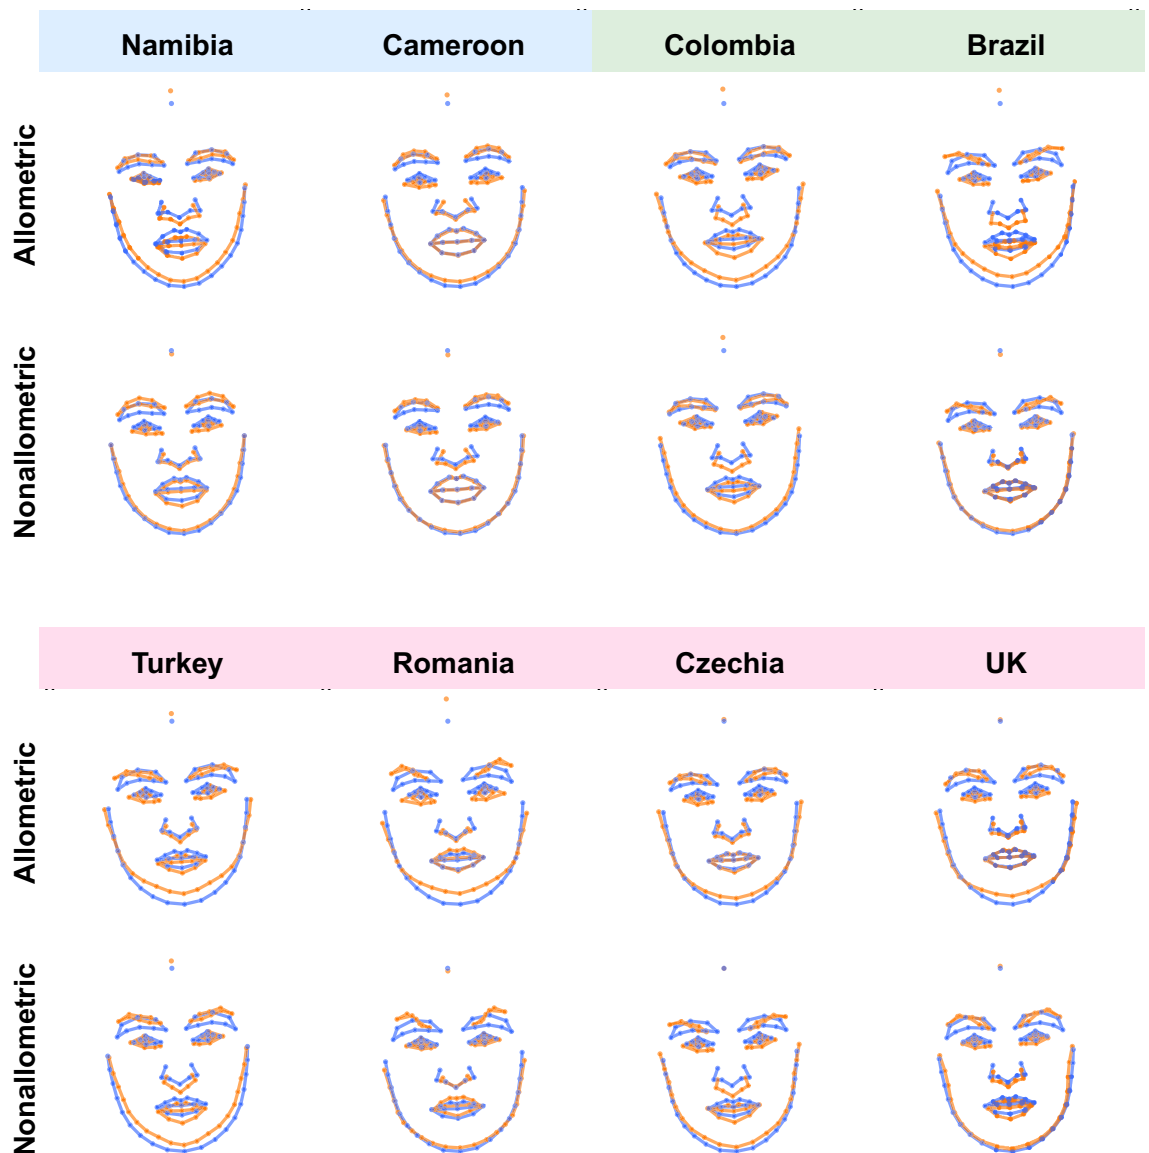 Namibia Cameroon Colombia Brazil
Allometric
Nonallometric
Turkey Romania Czechia UK
Allometric
Nonallometric